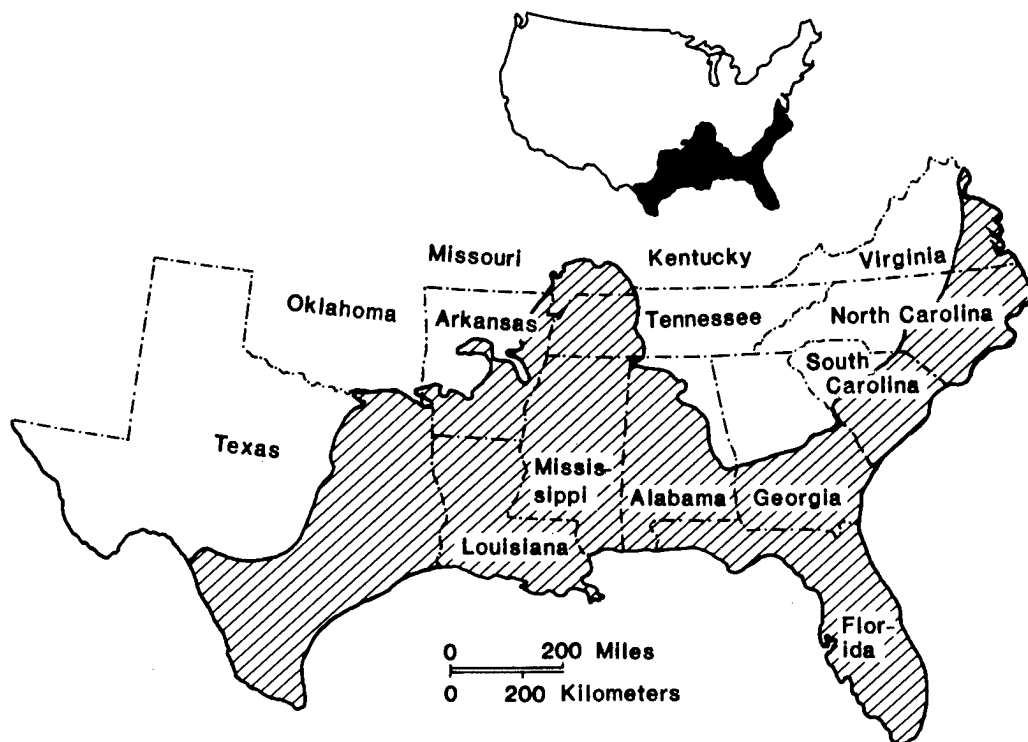 Missouri
Kentucky
Virginia
Oklahoma
Arkansas
Tennessee
North Carolina
South
Carolina
Texas
Missis-
sippi
Alabama
Georgia
Louisiana
Flor-
ida
0 200 Miles
0 200 Kilometers